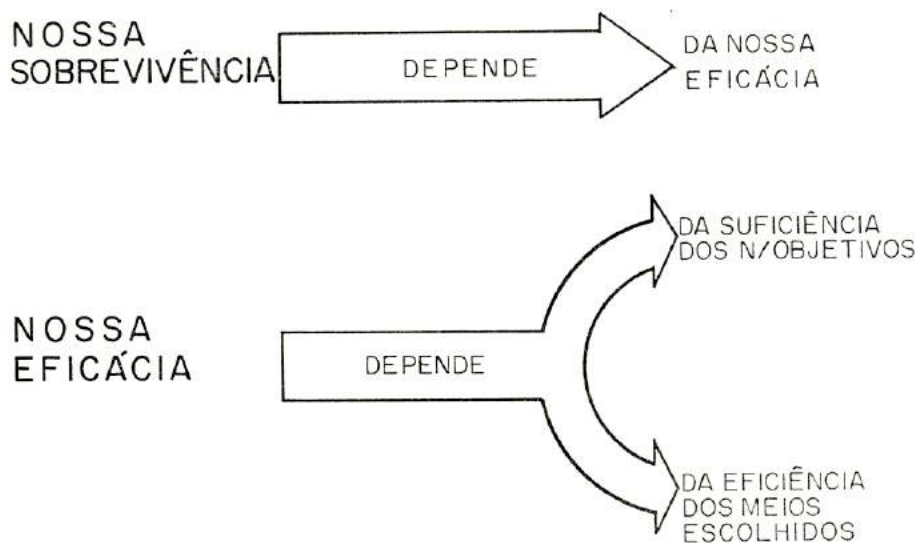 NOSSA
SOBREVIVÊNCIA
DEPENDE
DA NOSSA
EFICÁCIA
NOSSA
EFICÁCIA
DEPENDE
DA SUFICIÊNCIA
DOS N/OBJETIVOS
DA EFICIÊNCIA
DOS MEIOS
ESCOLHIDOS